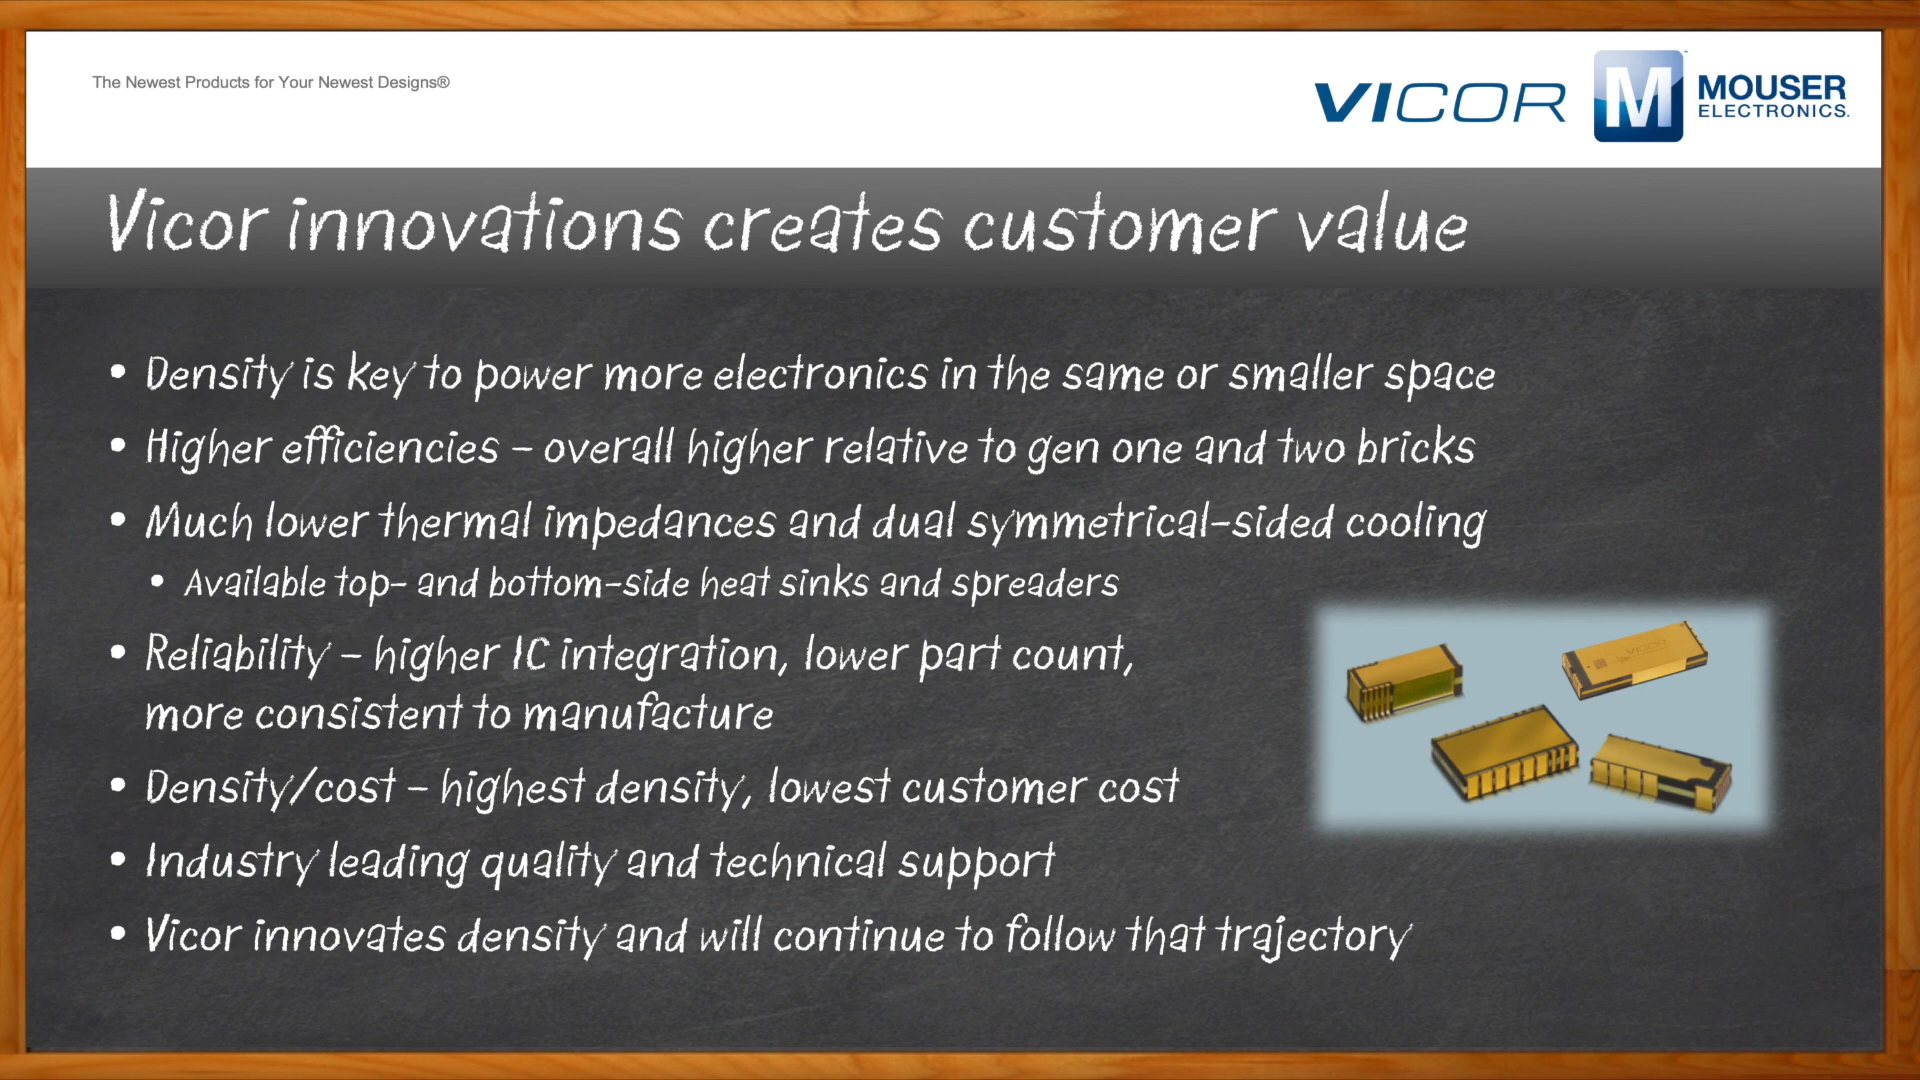 The Newest Products for Your Newest Designs®
VICOR
M
MOUSER
ELECTRONICS.
Vicor innovations creates customer value
• Density is key to power more electronics in the same or smaller space
• Higher efficiencies – overall higher relative to gen one and two bricks
• Much lower thermal impedances and dual symmetrical-sided cooling
• Available top- and bottom-side heat sinks and spreaders
• Reliability – higher IC integration, lower part count,
more consistent to manufacture
• Density/cost – highest density, lowest customer cost
• Industry leading quality and technical support
• Vicor innovates density and will continue to follow that trajectory
VICOR